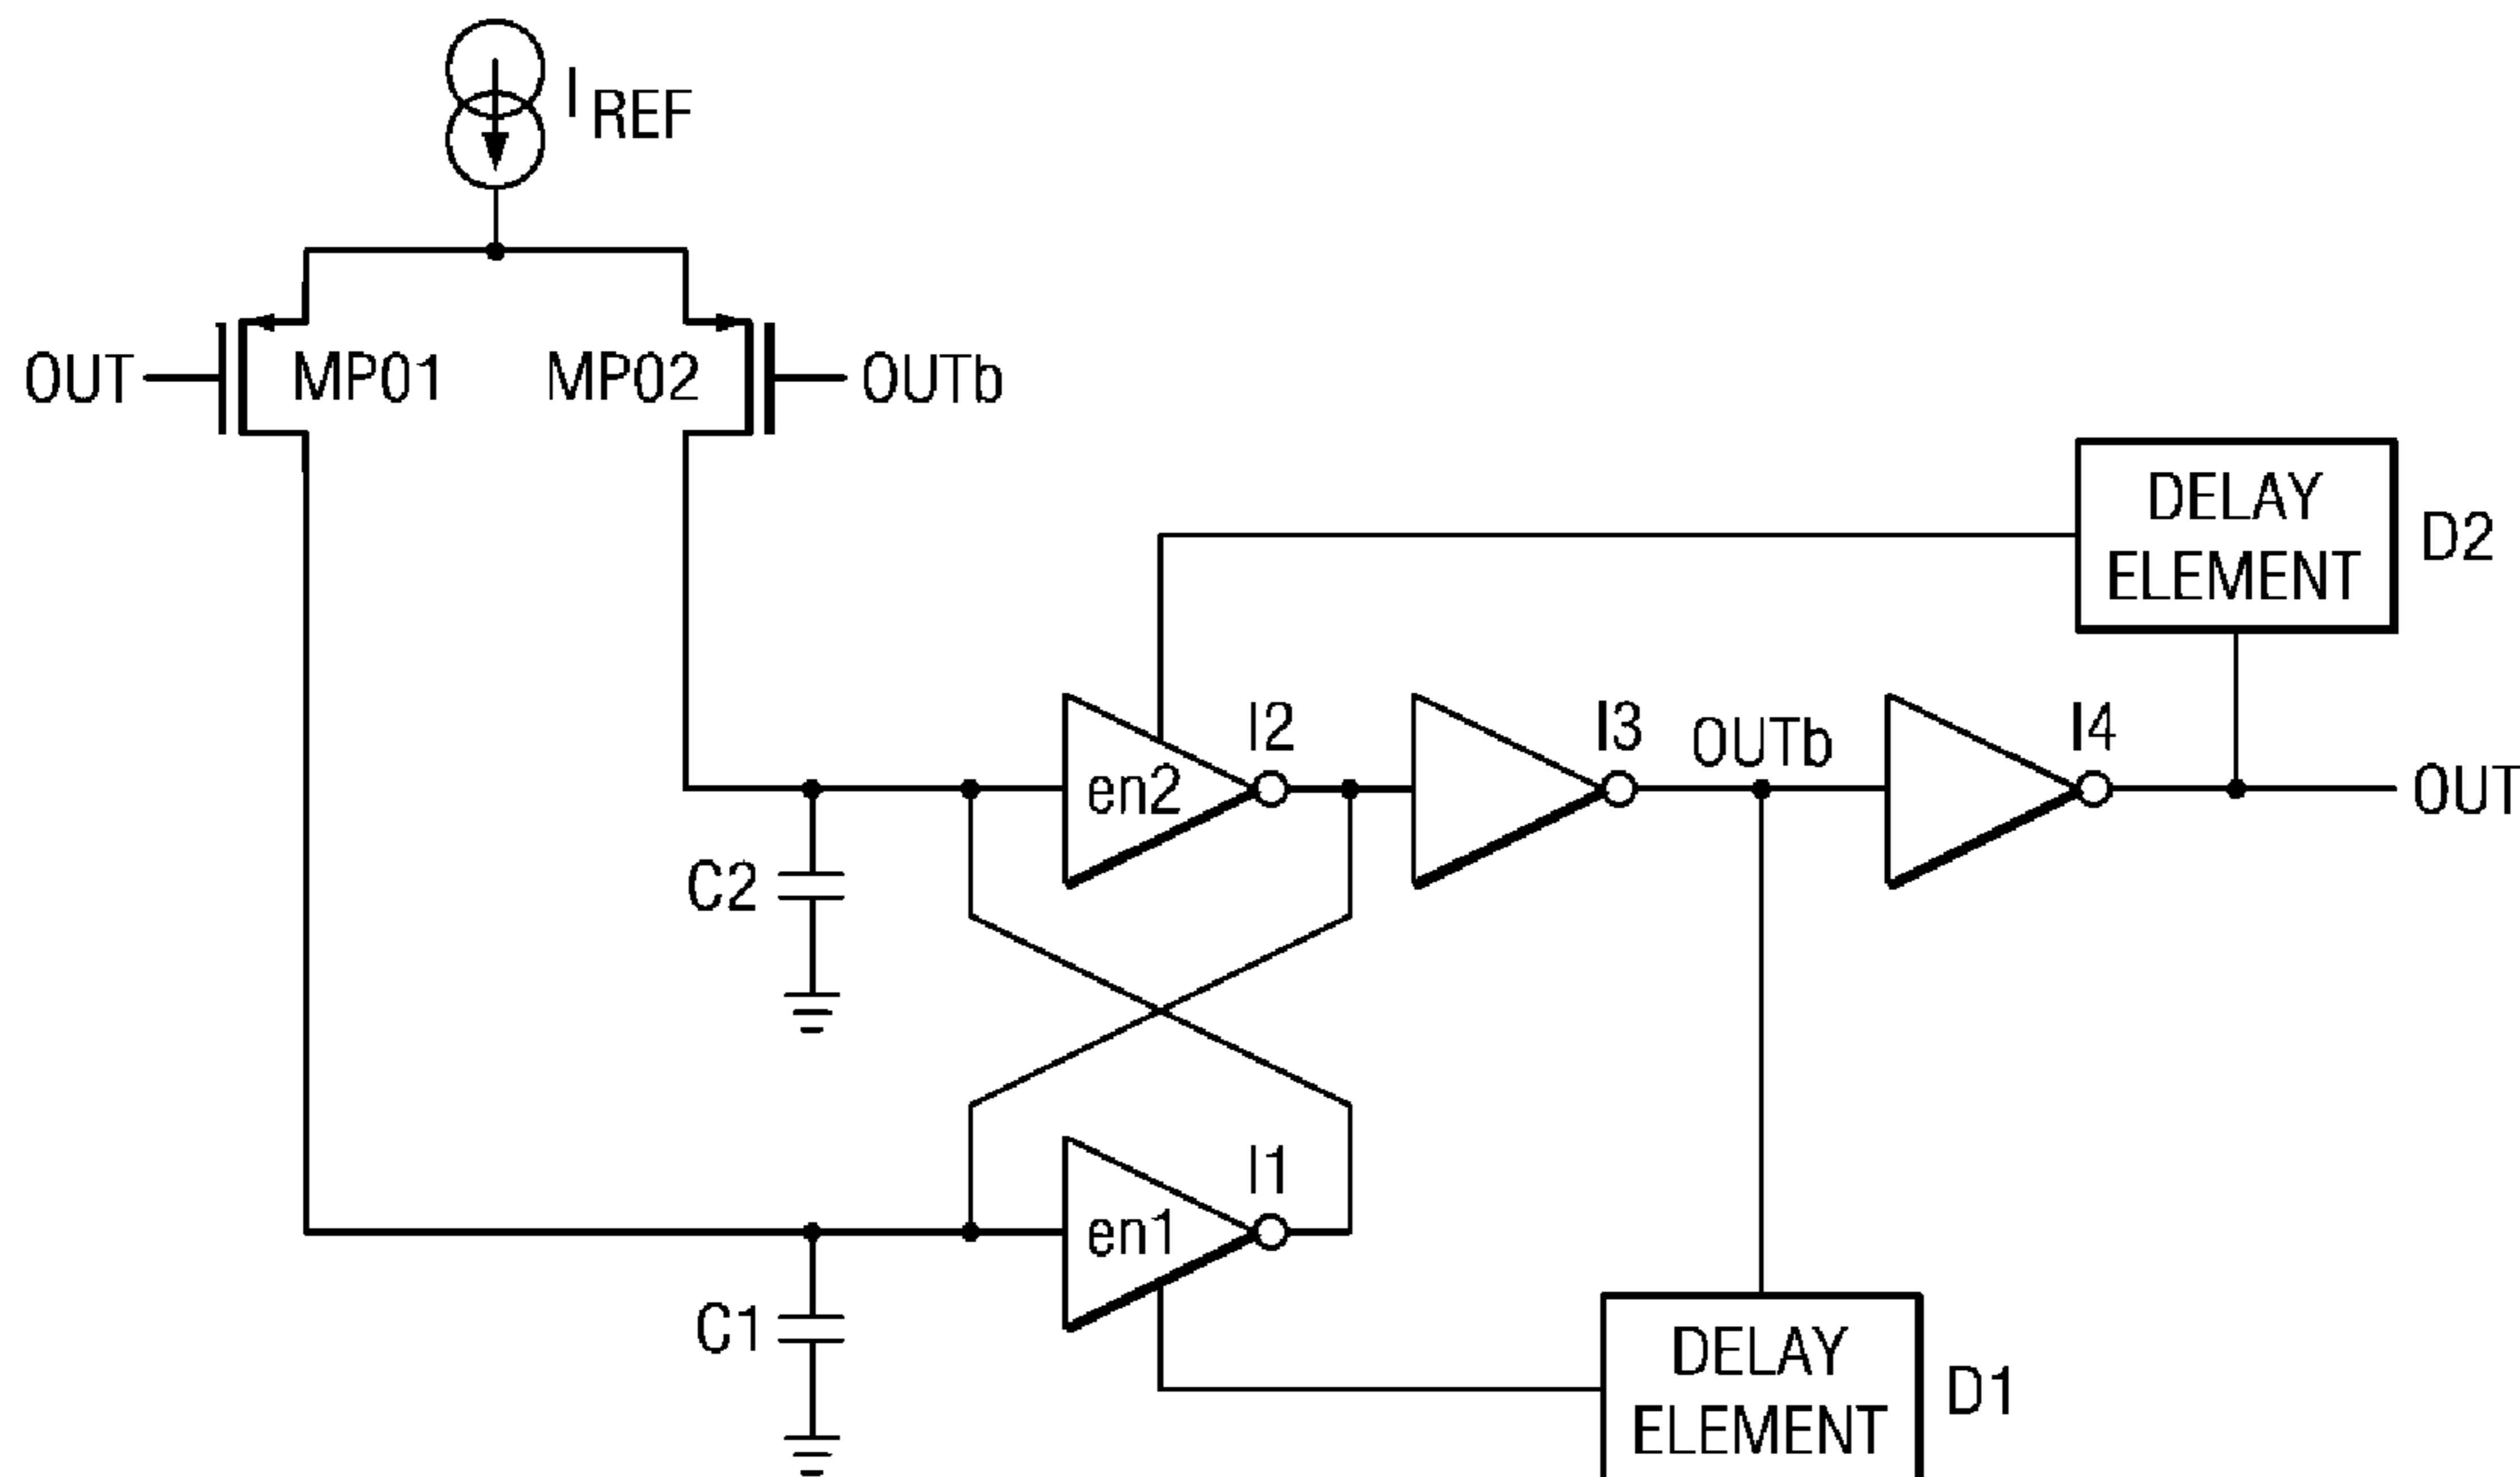 I REF
OUT
MP01
MP02
OUTb
DELAY
ELEMENT
D2
I2
en2
I3
OUTb
I4
OUT
C2
I1
en1
C1
DELAY
ELEMENT
D1